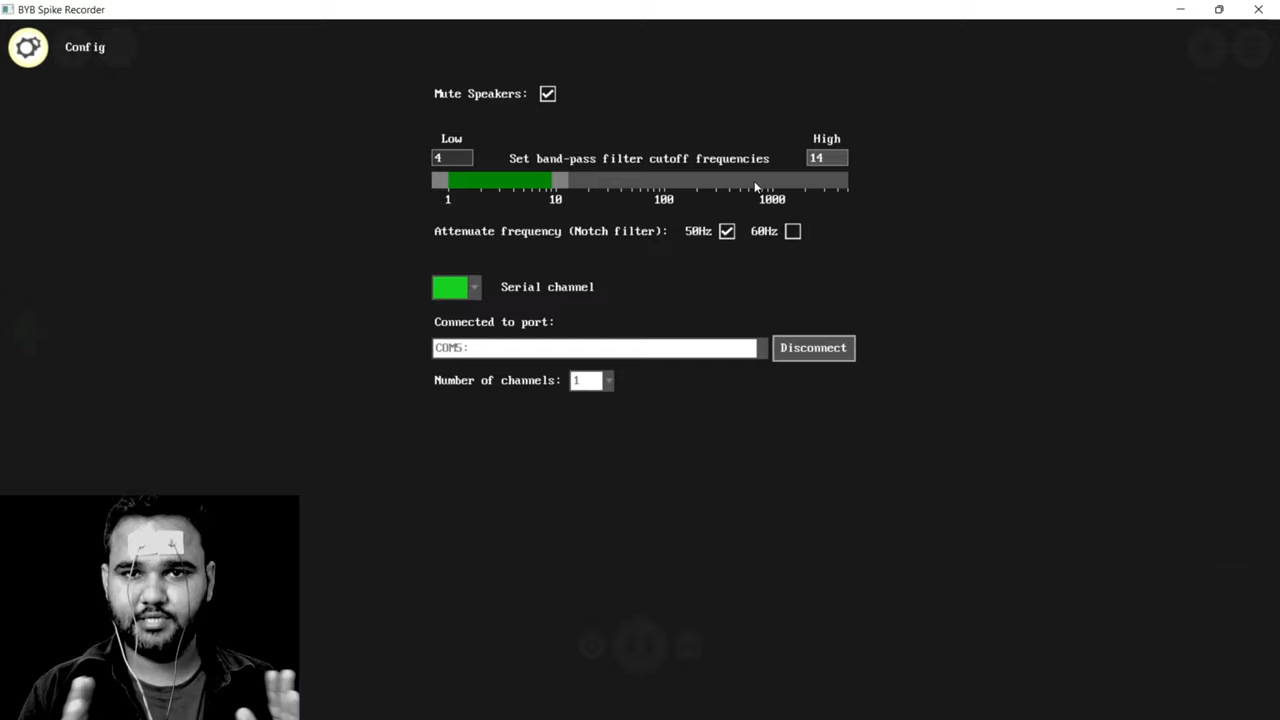 BYB Spike Recorder
Config
Mute Speakers:
Low High
4 Set band-pass filter cutoff frequencies 14
1 10 100 1000
Attenuate frequency (Notch filter): 50Hz 60Hz
Serial channel
Connected to port:
COM5: Disconnect
Number of channels: 1